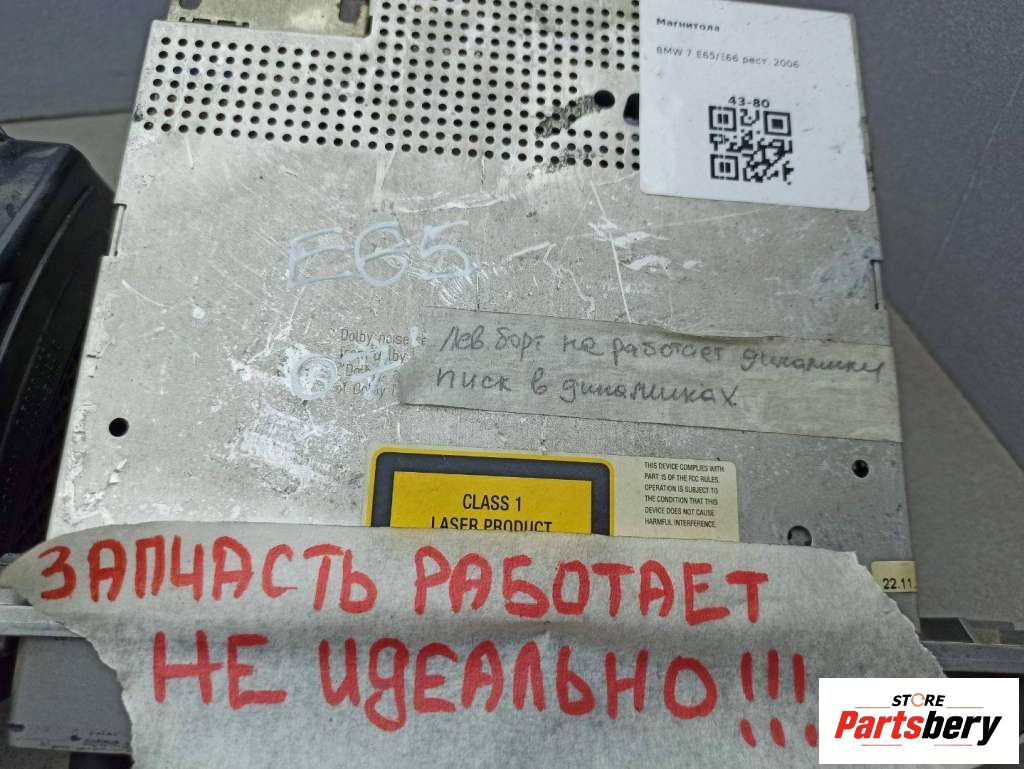 Магнитола
BMW 7 E65/E66 рест. 2006
43-80
E65
Dolby noise
Лев. борт не работает динамики
писк в динамиках
CLASS 1
LASER PRODUCT
THIS DEVICE COMPLIES WITH
PART 15 OF THE FCC RULES.
OPERATION IS SUBJECT TO
THE CONDITION THAT THIS
DEVICE DOES NOT CAUSE
HARMFUL INTERFERENCE.
22.11.
ЗАПЧАСТЬ РАБОТАЕТ
НЕ ИДЕАЛЬНО!!!
STORE
Partsbery